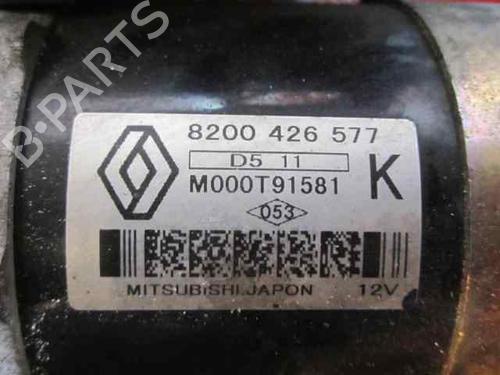 8200 426 577
D5 11
M000T91581 K
053
MITSUBISHI.JAPON 12V
B-PARTS